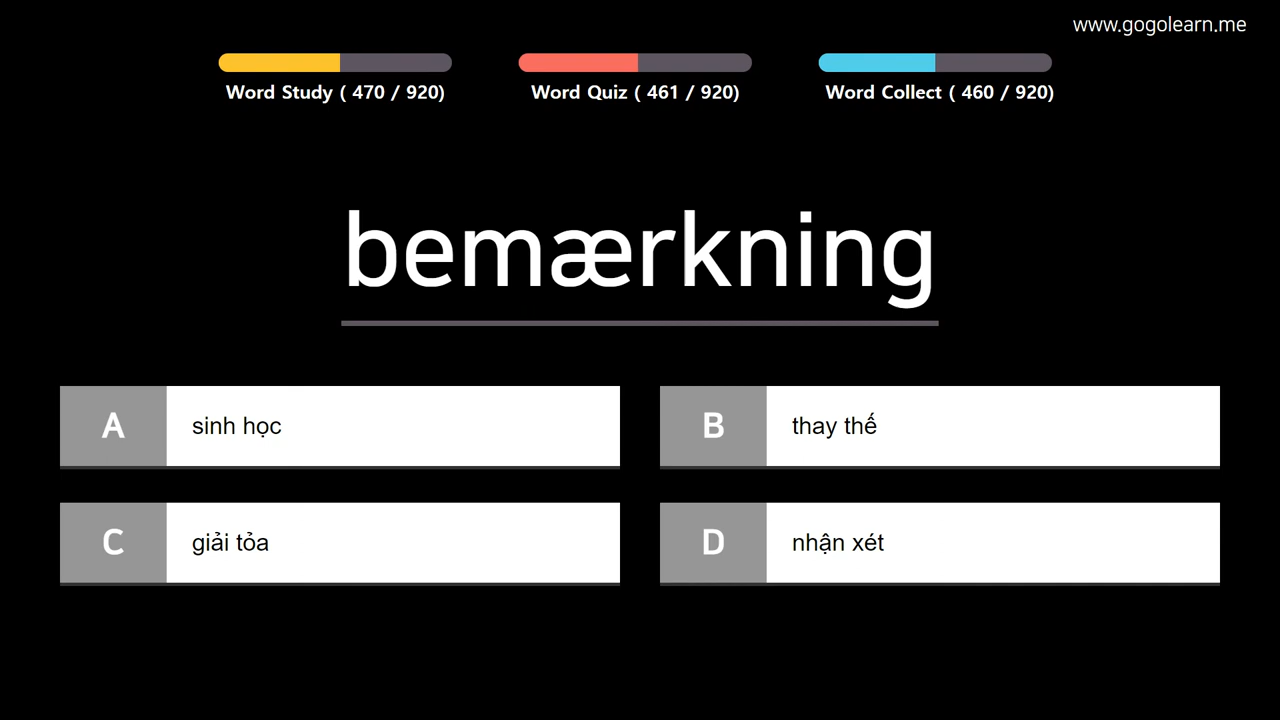 www.gogolearn.me
Word Study ( 470 / 920)
Word Quiz ( 461 / 920)
Word Collect ( 460 / 920)
bemærkning
A sinh học
B thay thế
C giải tỏa
D nhận xét